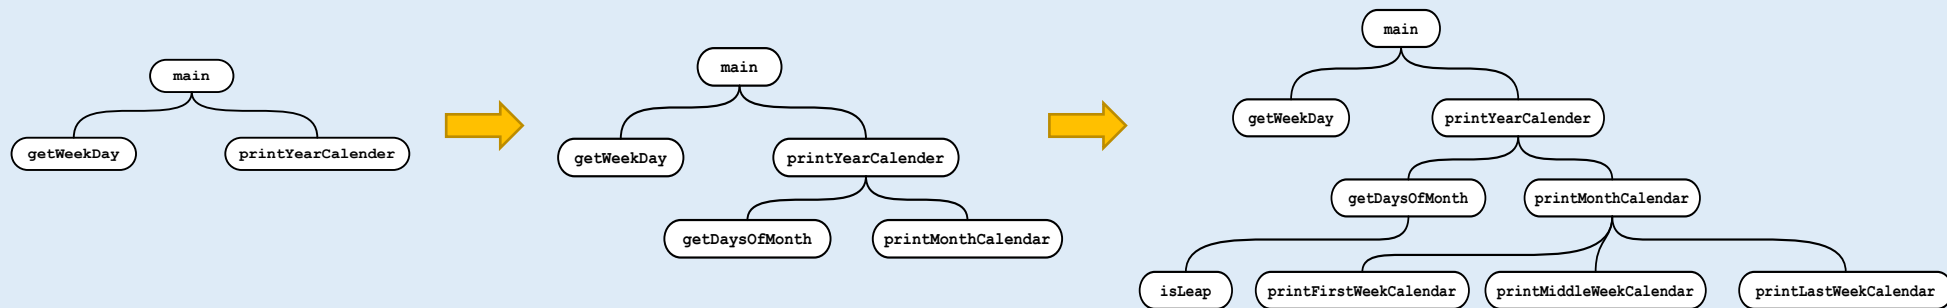 main
getWeekDay
printYearCalender
main
getWeekDay
printYearCalender
getDaysOfMonth
printMonthCalendar
main
getWeekDay
printYearCalender
getDaysOfMonth
printMonthCalendar
isLeap
printFirstWeekCalendar
printMiddleWeekCalendar
printLastWeekCalendar